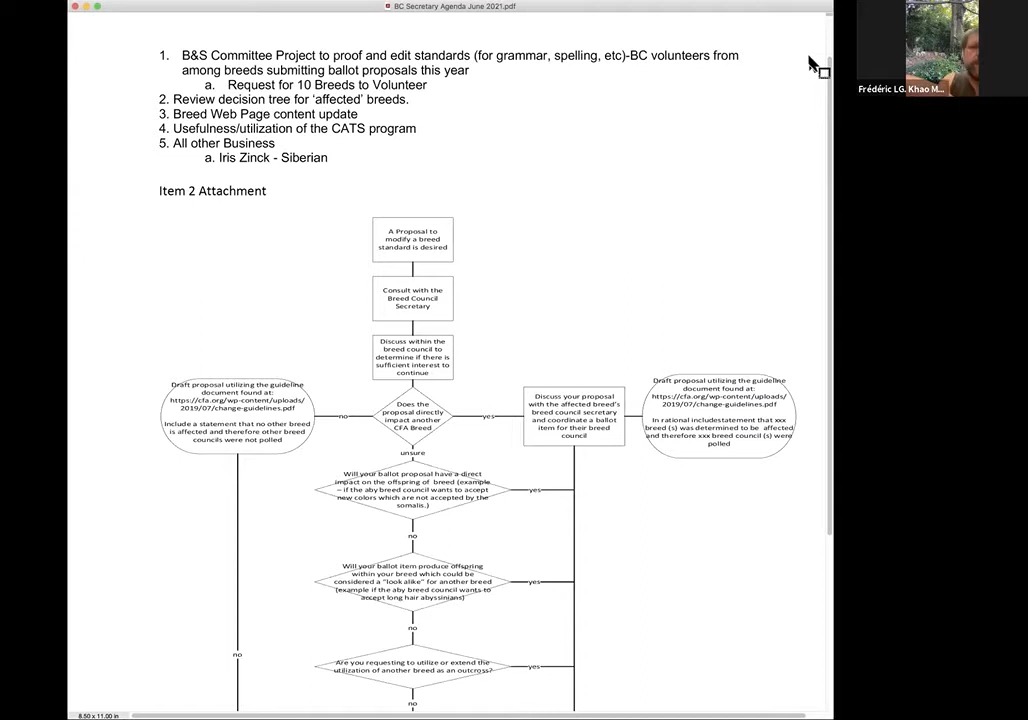 BC Secretary Agenda June 2021.pdf
1. B&S Committee Project to proof and edit standards (for grammar, spelling, etc)-BC volunteers from
among breeds submitting ballot proposals this year
a. Request for 10 Breeds to Volunteer
2. Review decision tree for ‘affected’ breeds.
3. Breed Web Page content update
4. Usefulness/utilization of the CATS program
5. All other Business
a. Iris Zinck - Siberian
Item 2 Attachment
A Proposal to
modify a breed
standard is desired
Consult with the
Breed Council
Secretary
Discuss within the
breed council to
determine if there is
sufficient interest to
continue
Draft proposal utilizing the guideline
document found at:
https://cfa.org/wp-content/uploads/
2019/07/change-guidelines.pdf
Include a statement that no other breed
is affected and therefore other breed
councils were not polled
no
Does the
proposal directly
impact another
CFA Breed
yes
Discuss your proposal
with the affected breed's
breed council secretary
and coordinate a ballot
item for their breed
council
Draft proposal utilizing the guideline
document found at:
https://cfa.org/wp-content/uploads/
2019/07/change-guidelines.pdf
In rational includestatement that xxx
breed (s) was determined to be affected
and therefore xxx breed council (s) were
polled
unsure
Will your ballot proposal have a direct
impact on the offspring of breed (example
– if the aby breed council wants to accept
new colors which are not accepted by the
somalis.)
yes
no
Will your ballot item produce offspring
within your breed which could be
considered a “look alike” for another breed
(example if the aby breed council wants to
accept long hair abyssinians)
yes
no
no
Are you requesting to utilize or extend the
utilization of another breed as an outcross?
yes
no
8.50 x 11.00 in
Frédéric LG. Khao M...